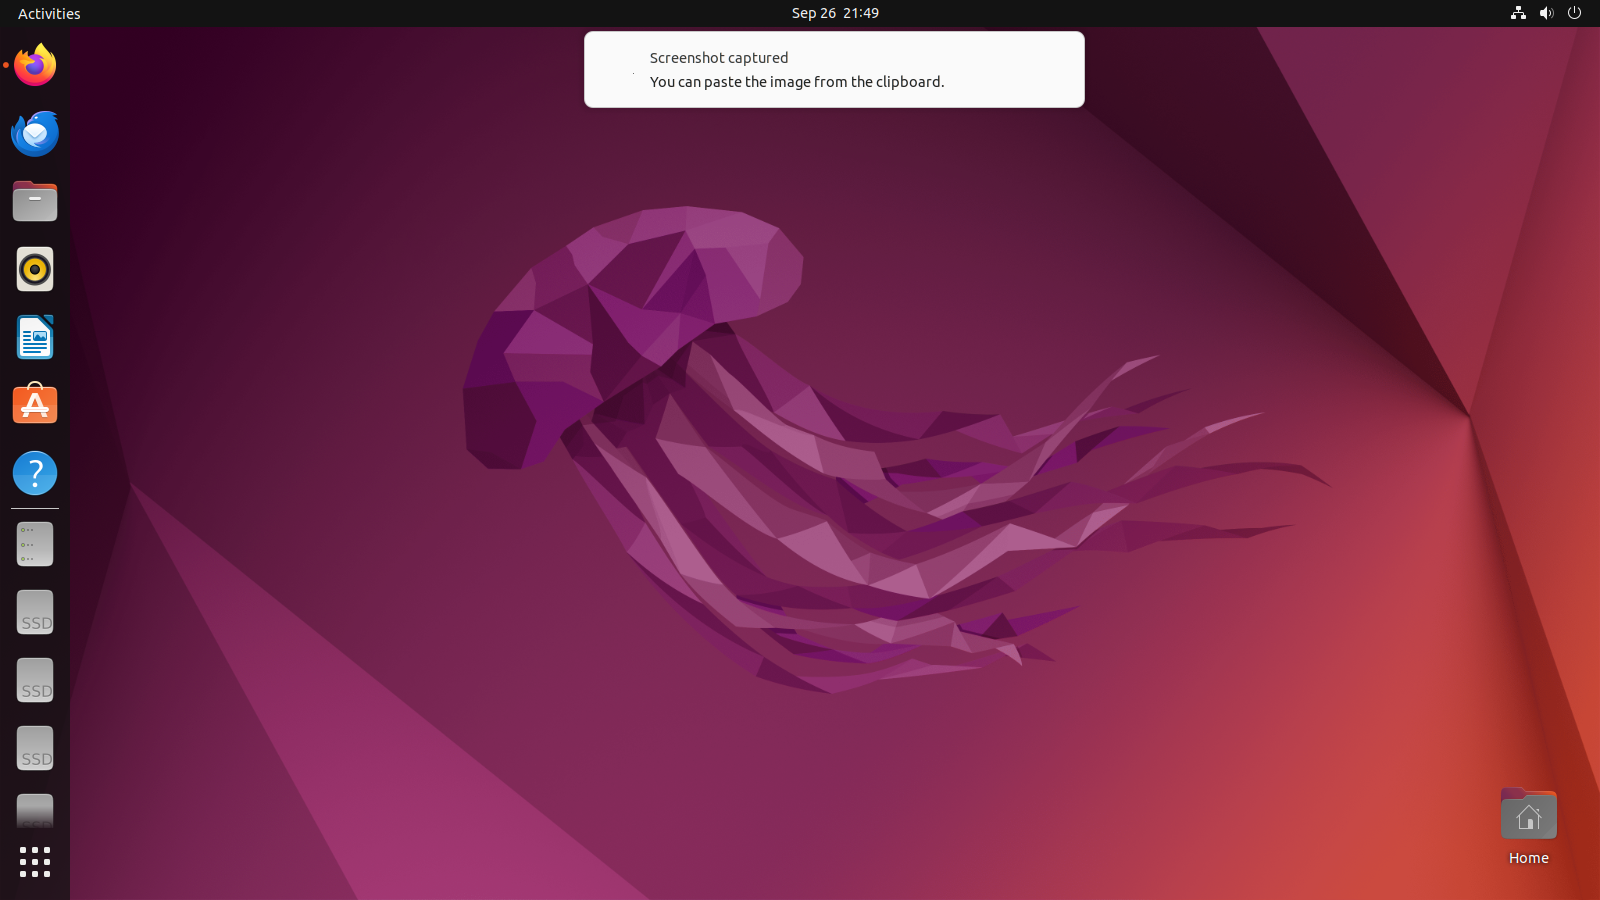 Activities
Sep 26 21:49
Screenshot captured
You can paste the image from the clipboard.
?
SSD
SSD
SSD
SSD
Home